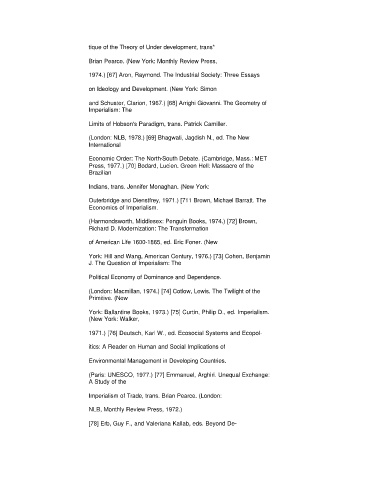 tique of the Theory of Under development, trans"
Brian Pearce. (New York: Monthly Review Press,
1974.) [67] Aron, Raymond. The Industrial Society: Three Essays
on Ideology and Development. (New York: Simon
and Schuster, Clarion, 1967.) [68] Arrighi Giovanni. The Geometry of
Imperialism: The
Limits of Hobson's Paradigm, trans. Patrick Camiller.
(London: NLB, 1978.) [69] Bhagwali, Jagdish N., ed. The New
International
Economic Order: The North-South Debate. (Cambridge, Mass.: MET
Press, 1977.) [70] Bodard, Lucien. Green Hell: Massacre of the
Brazilian
Indians, trans. Jennifer Monaghan, (New York:
Outerbridge and Dienstfrey, 1971.) [711 Brown, Michael Barratt. The
Economics of Imperialism.
(Harmondsworth, Middlesex: Penguin Books, 1974.) [72] Brown,
Richard D. Modernization: The Transformation
of American Life 1600-1865, ed. Eric Foner. (New
York: Hill and Wang, American Century, 1976.) [73] Cohen, Benjamin
J. The Question of Imperialism: The
Political Economy of Dominance and Dependence.
(London: Macmillan, 1974.) [74] Cotlow, Lewis. The Twilight of the
Primitive. (New
York: Ballantine Books, 1973.) [75] Curtin, Philip D., ed. Imperialism.
(New York: Walker,
1971.) [76] Deutsch, Karl W., ed. Ecosocial Systems and Ecopol-
itics: A Reader on Human and Social Implications of
Environmental Management in Developing Countries.
(Paris: UNESCO, 1977.) [77] Emmanuel, Arghiri. Unequal Exchange:
A Study of the
Imperialism of Trade, trans. Brian Pearce. (London:
NLB, Monthly Review Press, 1972.)
[78] Erb, Guy F., and Valeriana Kallab, eds. Beyond De-